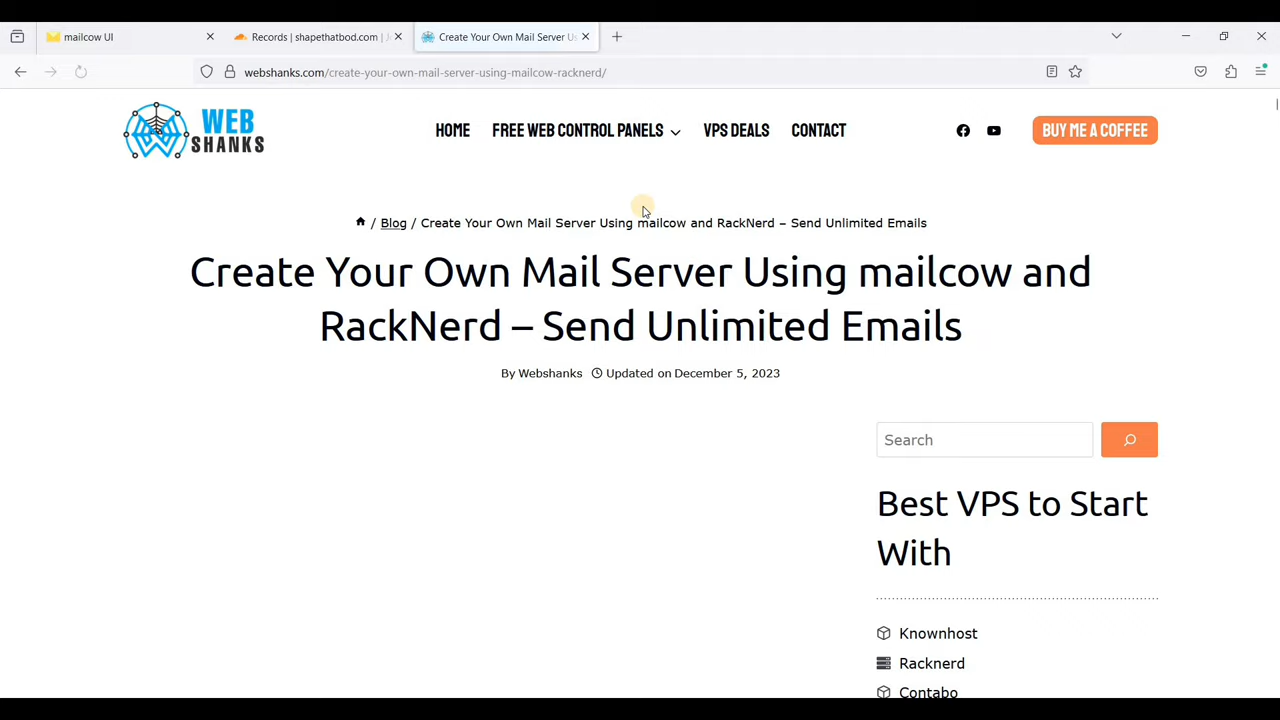 mailcow UI
Records | shapethatbod.com |
Create Your Own Mail Server Us
webshanks.com/create-your-own-mail-server-using-mailcow-racknerd/
WEB
SHANKS
HOME
FREE WEB CONTROL PANELS
VPS DEALS
CONTACT
BUY ME A COFFEE
/ Blog / Create Your Own Mail Server Using mailcow and RackNerd – Send Unlimited Emails
Create Your Own Mail Server Using mailcow and
RackNerd – Send Unlimited Emails
By Webshanks Updated on December 5, 2023
Search
Best VPS to Start
With
Knownhost
Racknerd
Contabo